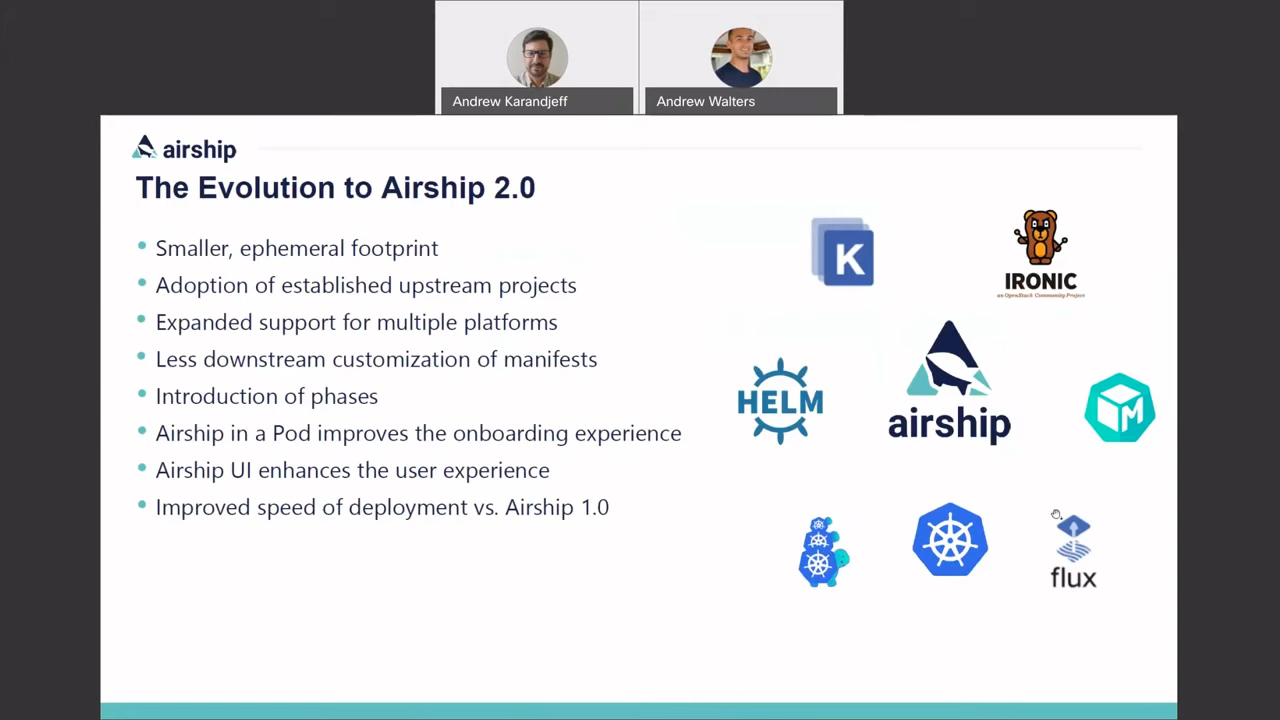 Andrew Karandjeff
Andrew Walters
airship
The Evolution to Airship 2.0
Smaller, ephemeral footprint
Adoption of established upstream projects
Expanded support for multiple platforms
Less downstream customization of manifests
Introduction of phases
Airship in a Pod improves the onboarding experience
Airship UI enhances the user experience
Improved speed of deployment vs. Airship 1.0
K
IRONIC
an OpenStack Community Project
HELM
airship
M
flux